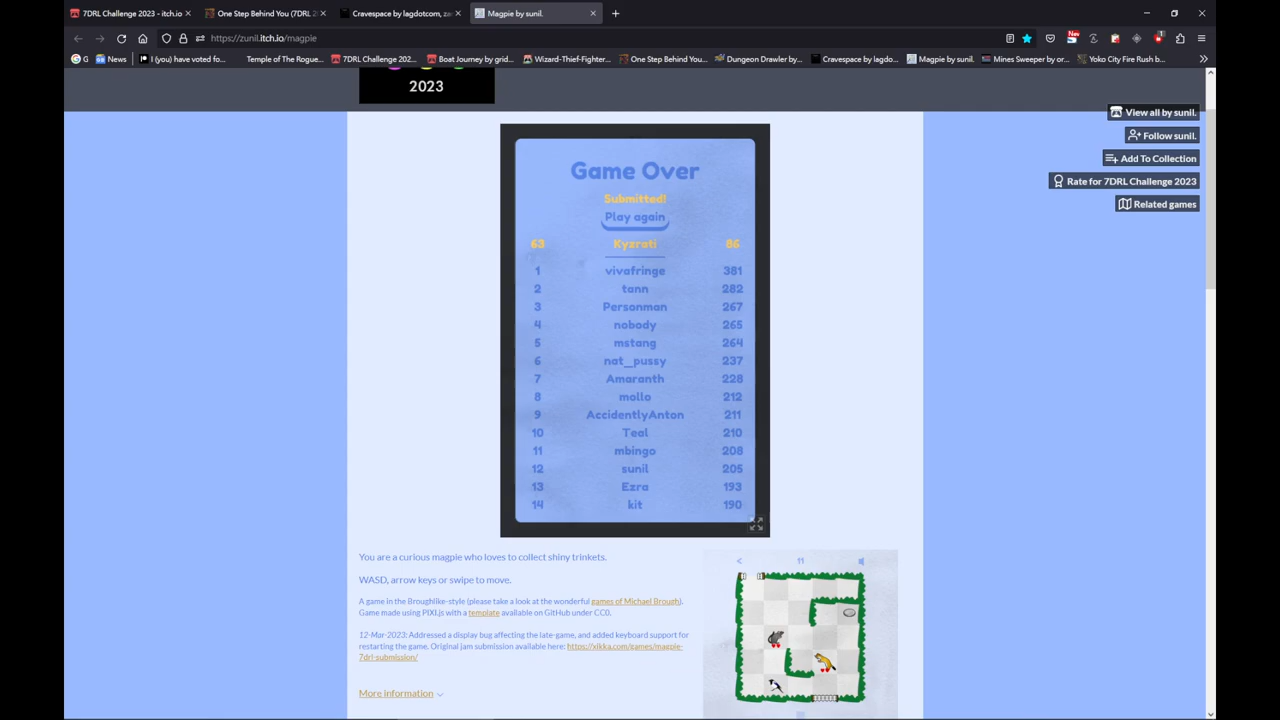 7DRL Challenge 2023 - itch.io
One Step Behind You (7DRL 2
Cravespace by lagdotcom, za
Magpie by sunil.
https://zunil.itch.io/magpie
New
G
News
I (you) have voted fo...
Temple of The Rogue...
7DRL Challenge 202...
Boat Journey by grid...
Wizard-Thief-Fighter...
One Step Behind You...
Dungeon Drawler by...
Cravespace by lagdo...
Magpie by sunil.
Mines Sweeper by or...
Yoko City Fire Rush b...
2023
View all by sunil.
Follow sunil.
Add To Collection
Rate for 7DRL Challenge 2023
Related games
Game Over
Submitted!
Play again
63 Kyzrati 86
1 vivafringe 381
2 tann 282
3 Personman 267
4 nobody 265
5 mstang 264
6 nat_pussy 237
7 Amaranth 228
8 mollo 212
9 AccidentlyAnton 211
10 Teal 210
11 mbingo 208
12 sunil 205
13 Ezra 193
14 kit 190
You are a curious magpie who loves to collect shiny trinkets.
WASD, arrow keys or swipe to move.
A game in the Broughlike-style (please take a look at the wonderful games of Michael Brough).
Game made using PIXI.js with a template available on GitHub under CC0.
12-Mar-2023: Addressed a display bug affecting the late-game, and added keyboard support for
restarting the game. Original jam submission available here: https://xikka.com/games/magpie-
7drl-submission/
More information
< 11